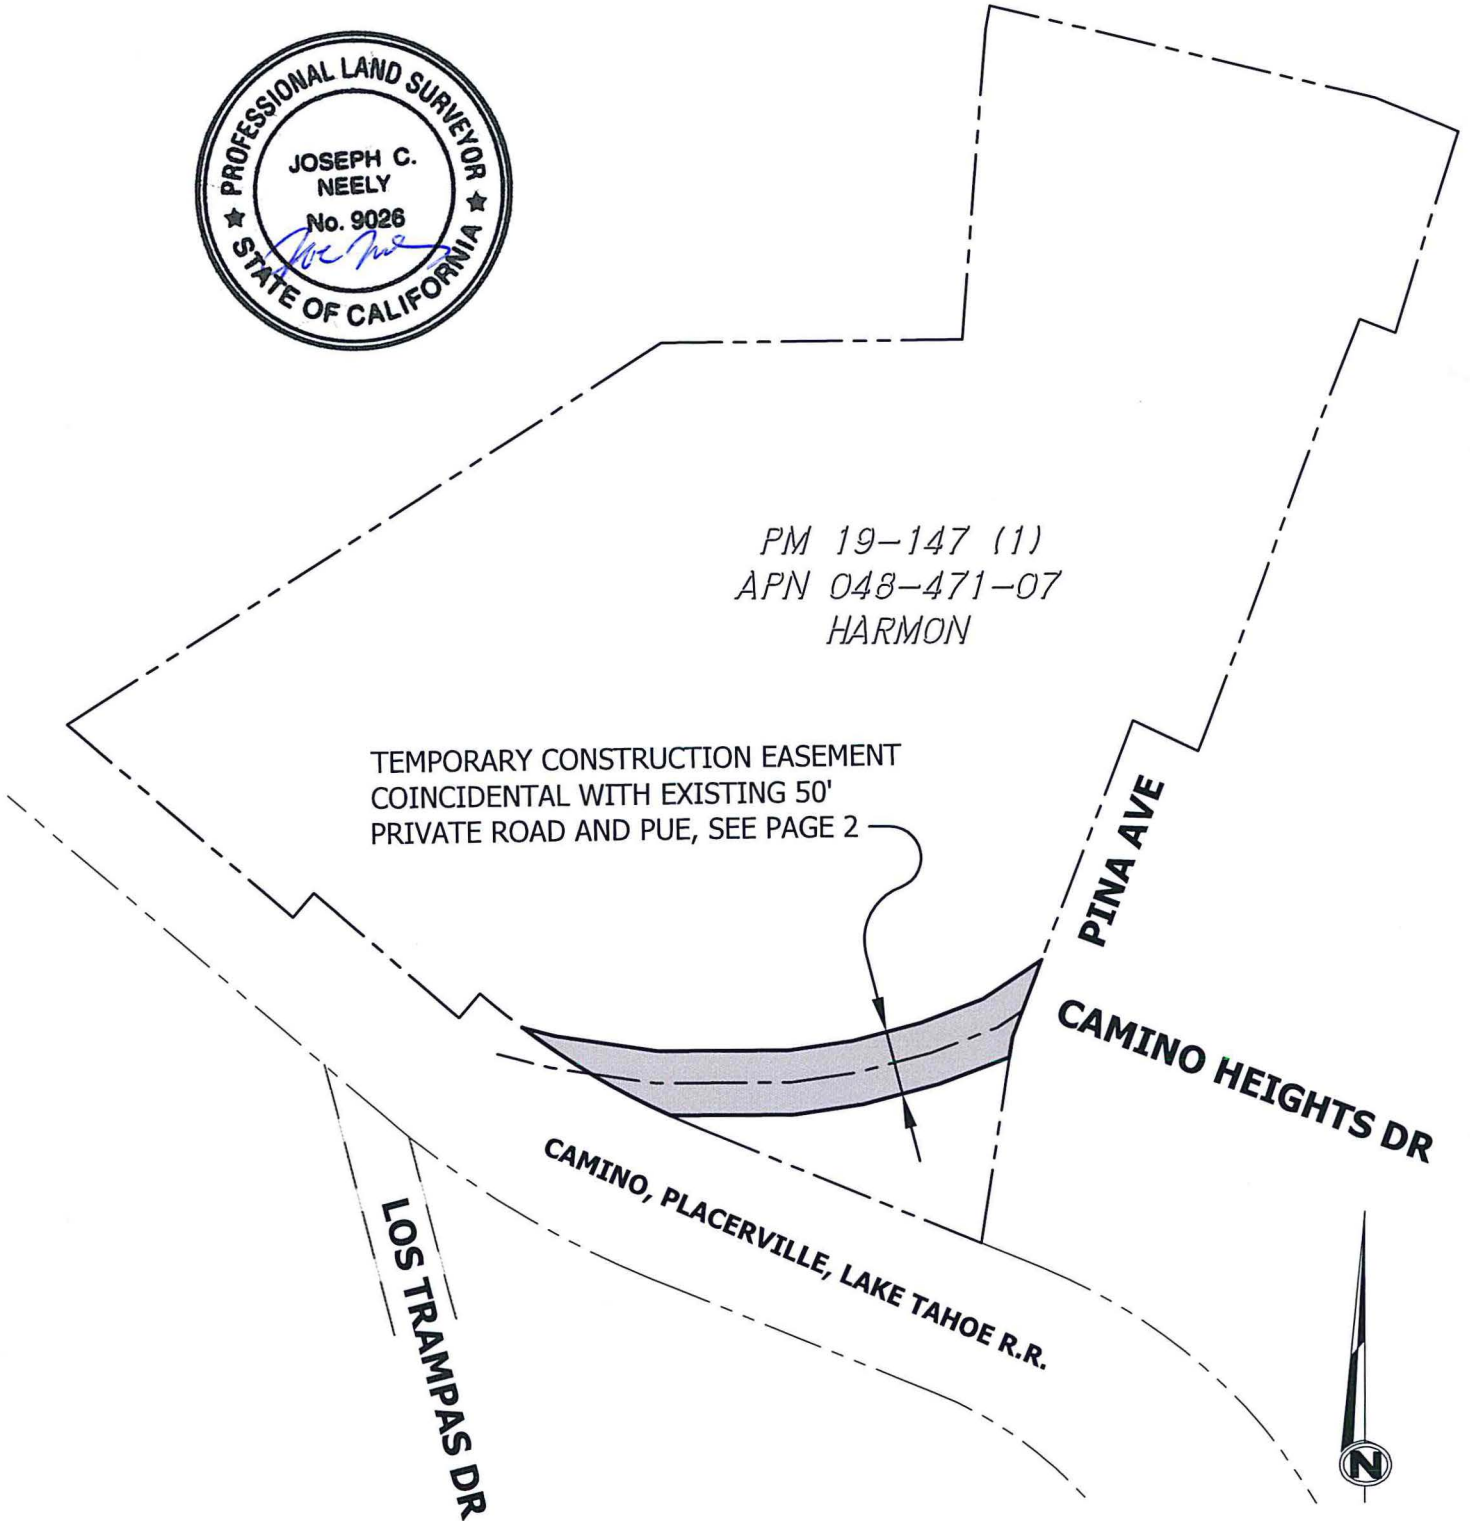 PROFESSIONAL LAND SURVEYOR
JOSEPH C.
NEELY
No. 9026
STATE OF CALIFORNIA
PM 19-147 (1)
APN 048-471-07
HARMON
TEMPORARY CONSTRUCTION EASEMENT
COINCIDENTAL WITH EXISTING 50'
PRIVATE ROAD AND PUE, SEE PAGE 2
PINA AVE
CAMINO HEIGHTS DR
CAMINO, PLACERVILLE, LAKE TAHOE R.R.
LOS TRAMPAS DR
N